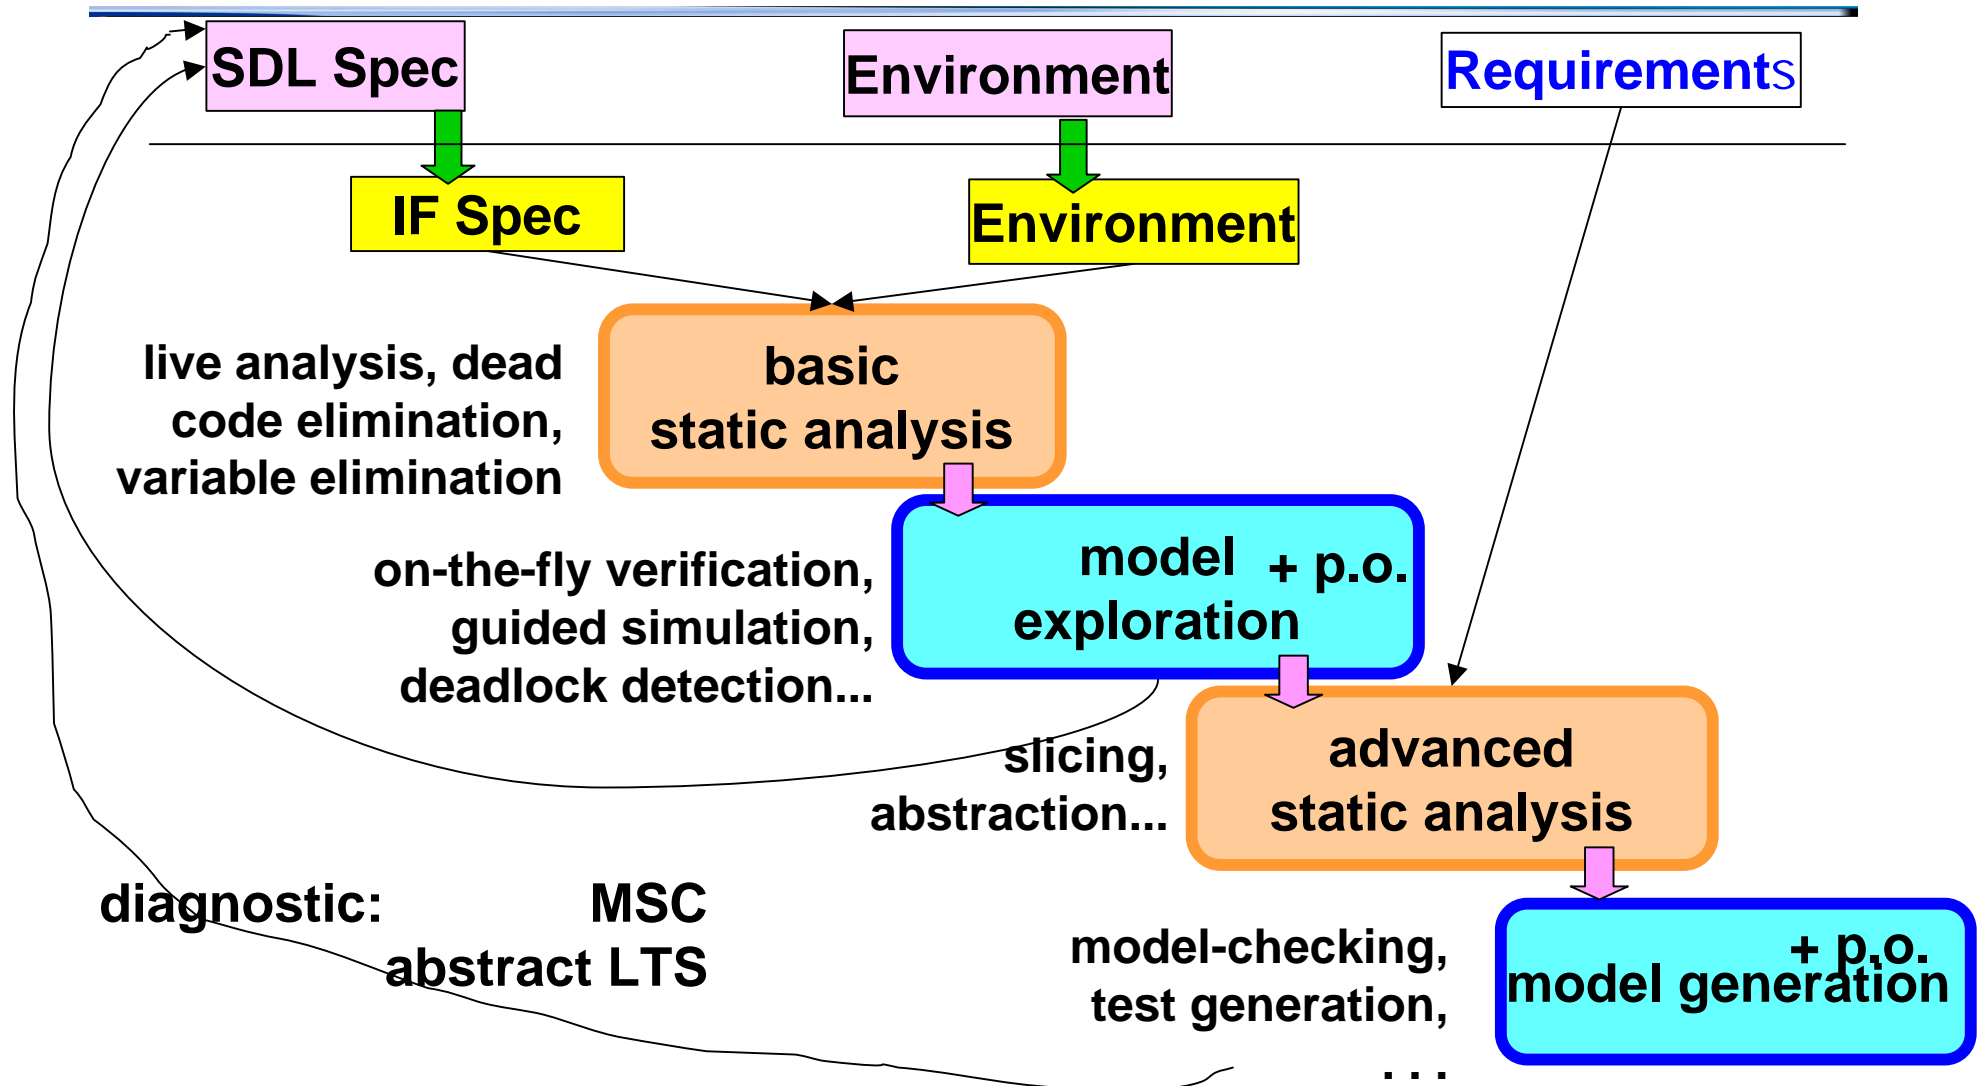 SDL Spec
Environment
Requirements
IF Spec
Environment
live analysis, dead
code elimination,
variable elimination
basic
static analysis
on-the-fly verification,
guided simulation,
deadlock detection...
model + p.o.
exploration
slicing,
abstraction...
advanced
static analysis
diagnostic: MSC
abstract LTS
model-checking,
test generation,
...
+ p.o.
model generation